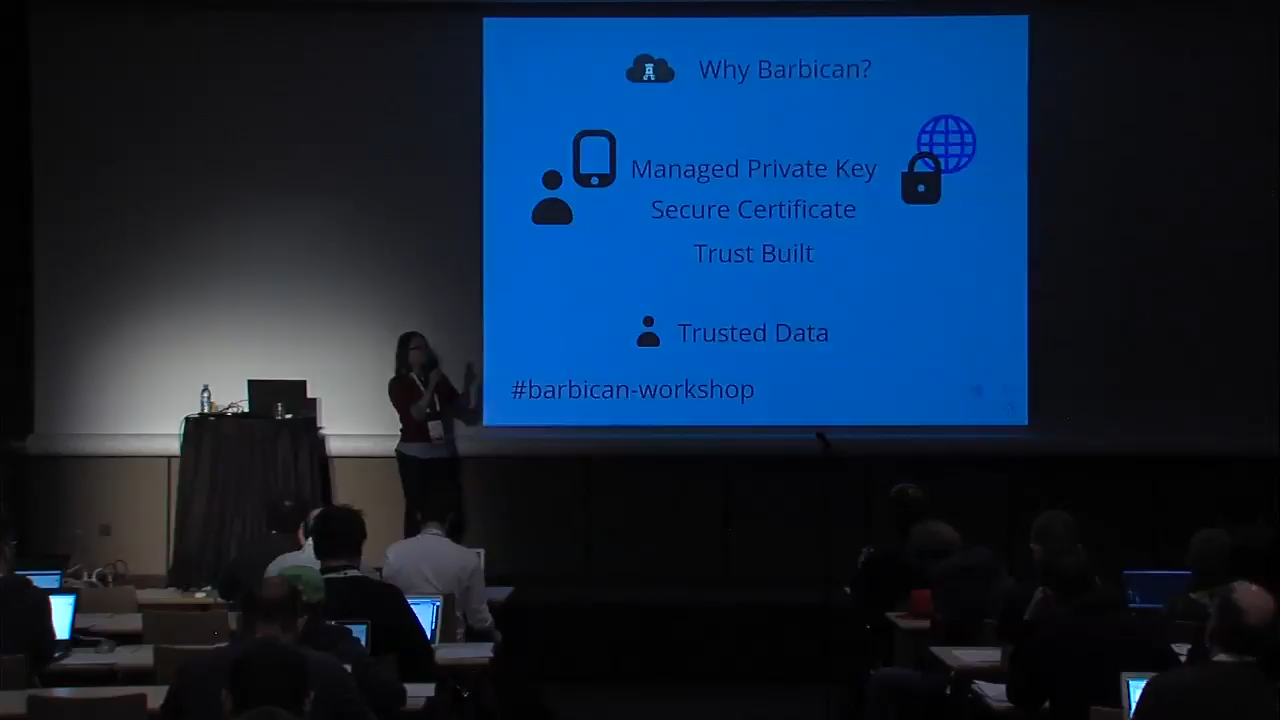 Why Barbican?
Managed Private Key
Secure Certificate
Trust Built
Trusted Data
#barbican-workshop